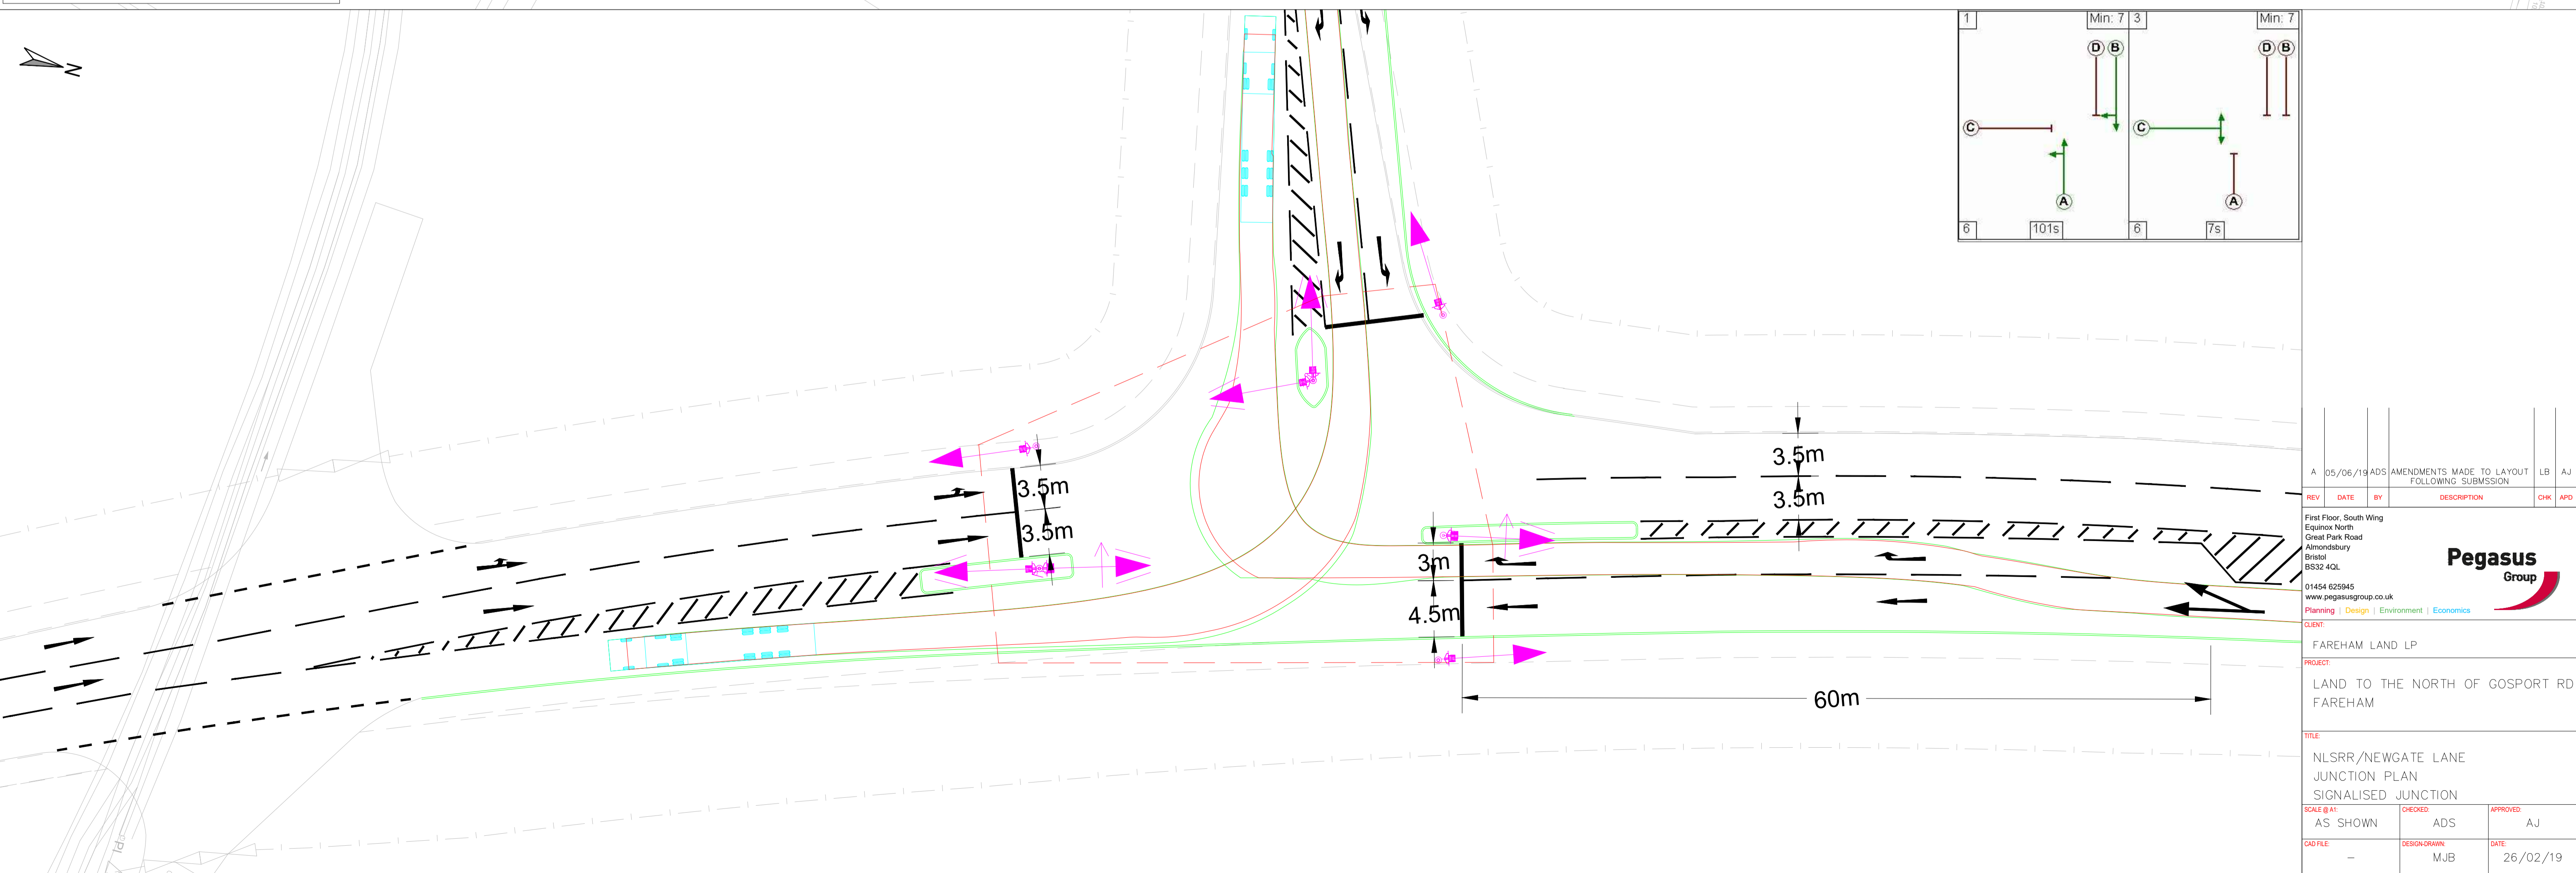 N
1
Min: 7
3
Min: 7
D
B
D
B
C
C
A
A
6
101s
6
7s
3.5m
3.5m
3.5m
3.5m
3m
4.5m
60m
A 05/06/19 ADS AMENDMENTS MADE TO LAYOUT LB AJ
FOLLOWING SUBMSSION
REV DATE BY DESCRIPTION CHK APD
First Floor, South Wing
Equinox North
Great Park Road
Almondsbury
Bristol
BS32 4QL
01454 625945
www.pegasusgroup.co.uk
Planning | Design | Environment | Economics
Pegasus
Group
CLIENT:
FAREHAM LAND LP
PROJECT:
LAND TO THE NORTH OF GOSPORT RD
FAREHAM
TITLE:
NLSRR/NEWGATE LANE
JUNCTION PLAN
SIGNALISED JUNCTION
SCALE @ A1: CHECKED: APPROVED:
AS SHOWN ADS AJ
CAD FILE: DESIGN-DRAWN: DATE:
- MJB 26/02/19